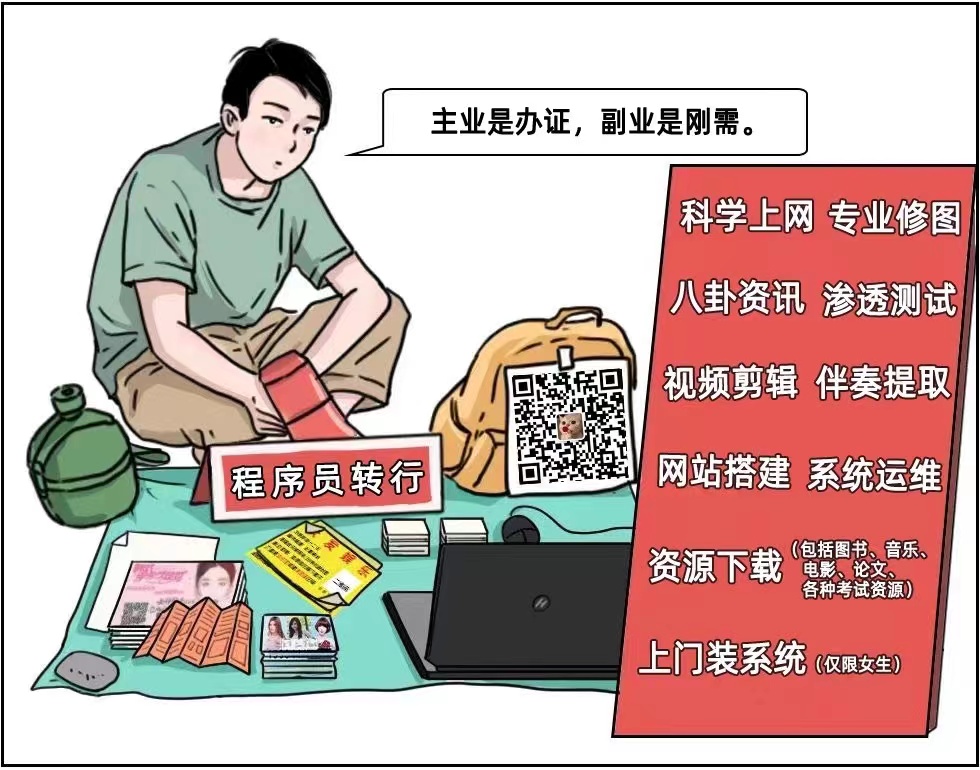 主业是办证，副业是刚需。
科学上网 专业修图
八卦资讯 渗透测试
视频剪辑 伴奏提取
网站搭建 系统运维
资源下载（包括图书、音乐、
电影、论文、
各种考试资源）
上门装系统（仅限女生）
程序员转行